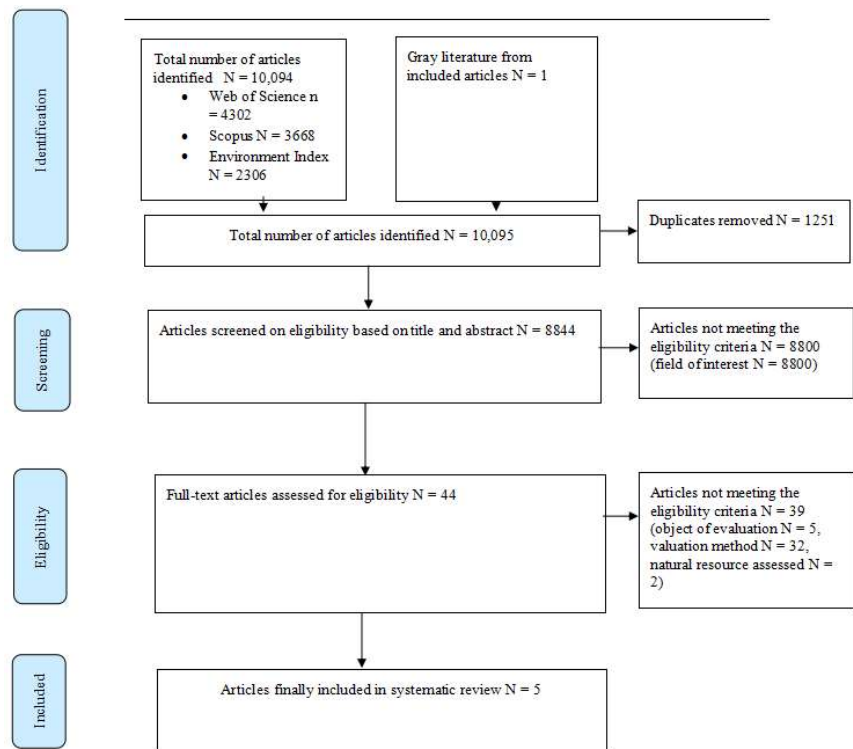 Identification
Total number of articles
identified N = 10,094
• Web of Science n
= 4302
• Scopus N = 3668
• Environment Index
N = 2306
Gray literature from
included articles N = 1
Total number of articles identified N = 10,095
Duplicates removed N = 1251
Screening
Articles screened on eligibility based on title and abstract N = 8844
Articles not meeting the
eligibility criteria N = 8800
(field of interest N = 8800)
Eligibility
Full-text articles assessed for eligibility N = 44
Articles not meeting the
eligibility criteria N = 39
(object of evaluation N = 5,
valuation method N = 32,
natural resource assessed N =
2)
Included
Articles finally included in systematic review N = 5